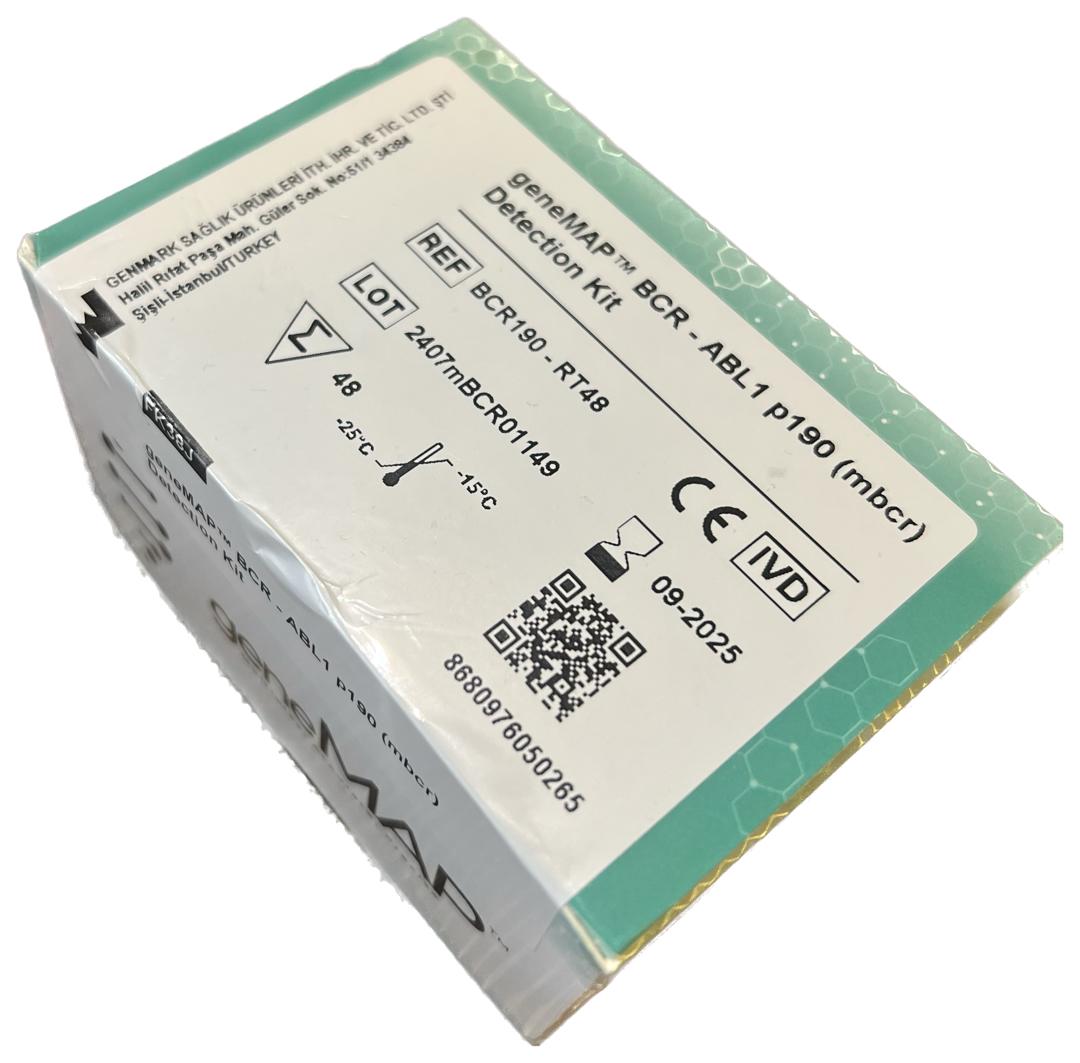 geneMAP™ BCR - ABL1 p190 (mbcr)
Detection Kit
REF BCR190 - RT48
LOT 2407mBCR01149
Σ 48
-25°C -15°C
CE IVD
09-2025
8680976050265
GENMARK SAĞLIK ÜRÜNLERİ İTH. İHR. VE TİC. LTD. ŞTİ
Halil Rıfat Paşa Mah. Güler Sok. No:51/1 34384
Şişli-İstanbul/TURKEY
geneMAP™ BCR - ABL1 p190 (mbcr)
Detection Kit
geneMAP™